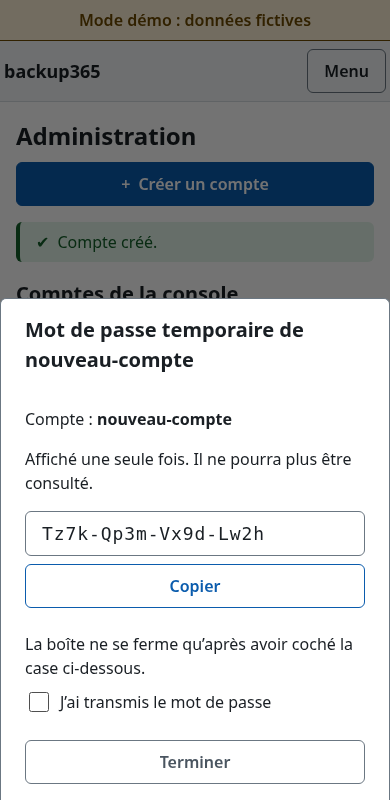 Mode démo : données fictives
backup365
Menu
Administration
+ Créer un compte
✔ Compte créé.
Comptes de la console
Mot de passe temporaire de
nouveau-compte
Compte : nouveau-compte
Affiché une seule fois. Il ne pourra plus être
consulté.
Tz7k-Qp3m-Vx9d-Lw2h
Copier
La boîte ne se ferme qu’après avoir coché la
case ci-dessous.
J’ai transmis le mot de passe
Terminer